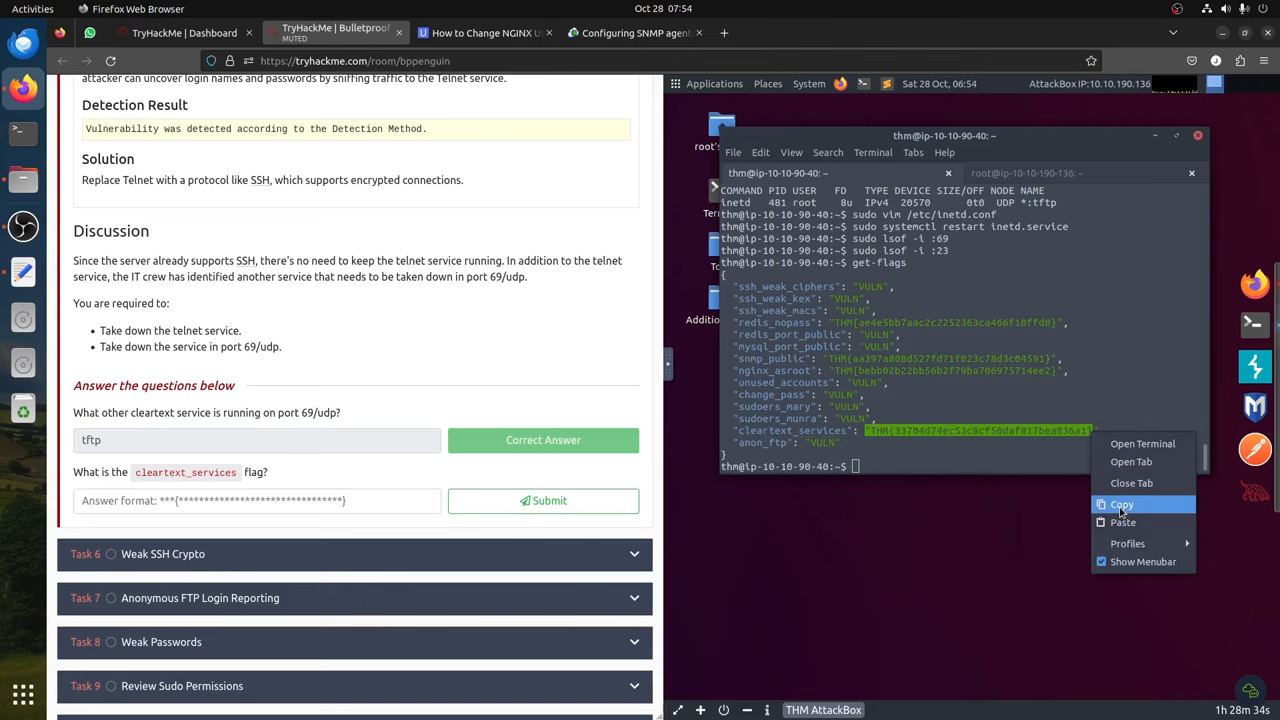 Activities
Firefox Web Browser
Oct 28 07:54
TryHackMe | Dashboard
TryHackMe | Bulletproof
MUTED
How to Change NGINX U
Configuring SNMP agent
https://tryhackme.com/room/bppenguin
attacker can uncover login names and passwords by sniffing traffic to the Telnet service.
Detection Result
Vulnerability was detected according to the Detection Method.
Solution
Replace Telnet with a protocol like SSH, which supports encrypted connections.
Discussion
Since the server already supports SSH, there's no need to keep the telnet service running. In addition to the telnet
service, the IT crew has identified another service that needs to be taken down in port 69/udp.
You are required to:
• Take down the telnet service.
• Take down the service in port 69/udp.
Answer the questions below
What other cleartext service is running on port 69/udp?
tftp
Correct Answer
What is the cleartext_services flag?
Answer format: ***{********************************}
Submit
Task 6 Weak SSH Crypto
Task 7 Anonymous FTP Login Reporting
Task 8 Weak Passwords
Task 9 Review Sudo Permissions
Applications Places System
Sat 28 Oct, 06:54
AttackBox IP:10.10.190.136
root's
Ter
To
Addition
thm@ip-10-10-90-40: ~
File Edit View Search Terminal Tabs Help
thm@ip-10-10-90-40: ~
root@ip-10-10-190-136: ~
COMMAND PID USER FD TYPE DEVICE SIZE/OFF NODE NAME
inetd 481 root 8u IPv4 20570 0t0 UDP *:tftp
thm@ip-10-10-90-40:~$ sudo vim /etc/inetd.conf
thm@ip-10-10-90-40:~$ sudo systemctl restart inetd.service
thm@ip-10-10-90-40:~$ sudo lsof -i :69
thm@ip-10-10-90-40:~$ sudo lsof -i :23
thm@ip-10-10-90-40:~$ get-flags
{
"ssh_weak_ciphers": "VULN",
"ssh_weak_kex": "VULN",
"ssh_weak_macs": "VULN",
"redis_nopass": "THM{ae4e5bb7aac2c2252363ca466f10ffd0}",
"redis_port_public": "VULN",
"mysql_port_public": "VULN",
"snmp_public": "THM{aa397a808d527fd71f023c78d3c04591}",
"nginx_asroot": "THM{bebb02b22bb56b2f79ba706975714ee2}",
"unused_accounts": "VULN",
"change_pass": "VULN",
"sudoers_mary": "VULN",
"sudoers_munra": "VULN",
"cleartext_services": "THM{33704d74ec53c8cf50daf817bea836a1}",
"anon_ftp": "VULN"
}
thm@ip-10-10-90-40:~$
Open Terminal
Open Tab
Close Tab
Copy
Paste
Profiles
Show Menubar
THM AttackBox
1h 28m 34s